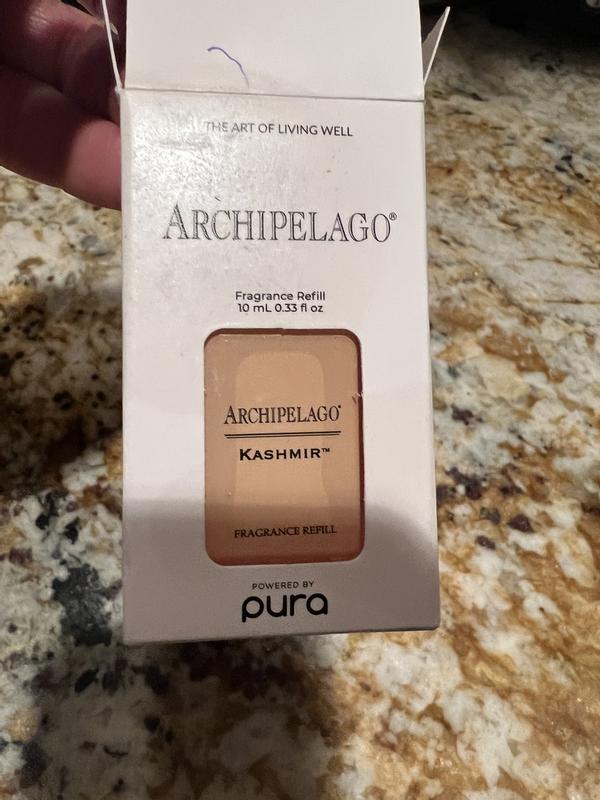 THE ART OF LIVING WELL
ARCHIPELAGO®
Fragrance Refill
10 mL 0.33 fl oz
ARCHIPELAGO®
KASHMIR™
FRAGRANCE REFILL
POWERED BY
pura